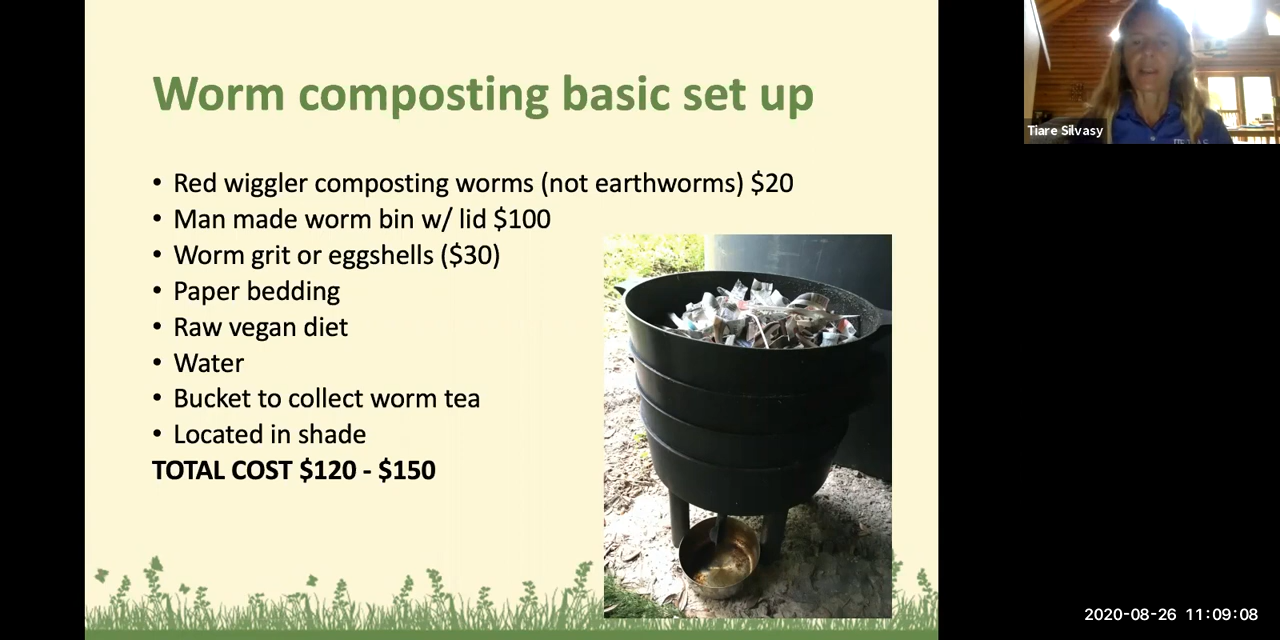 Worm composting basic set up
• Red wiggler composting worms (not earthworms) $20
• Man made worm bin w/ lid $100
• Worm grit or eggshells ($30)
• Paper bedding
• Raw vegan diet
• Water
• Bucket to collect worm tea
• Located in shade
TOTAL COST $120 - $150
Tiare Silvasy
2020-08-26 11:09:08